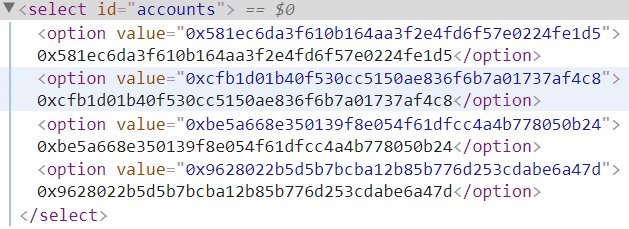 ▼<select id="accounts"> == $0
<option value="0x581ec6da3f610b164aa3f2e4fd6f57e0224fe1d5">
0x581ec6da3f610b164aa3f2e4fd6f57e0224fe1d5</option>
<option value="0xcfb1d01b40f530cc5150ae836f6b7a01737af4c8">
0xcfb1d01b40f530cc5150ae836f6b7a01737af4c8</option>
<option value="0xbe5a668e350139f8e054f61dfcc4a4b778050b24">
0xbe5a668e350139f8e054f61dfcc4a4b778050b24</option>
<option value="0x9628022b5d5b7bcba12b85b776d253cdabe6a47d">
0x9628022b5d5b7bcba12b85b776d253cdabe6a47d</option>
</select>